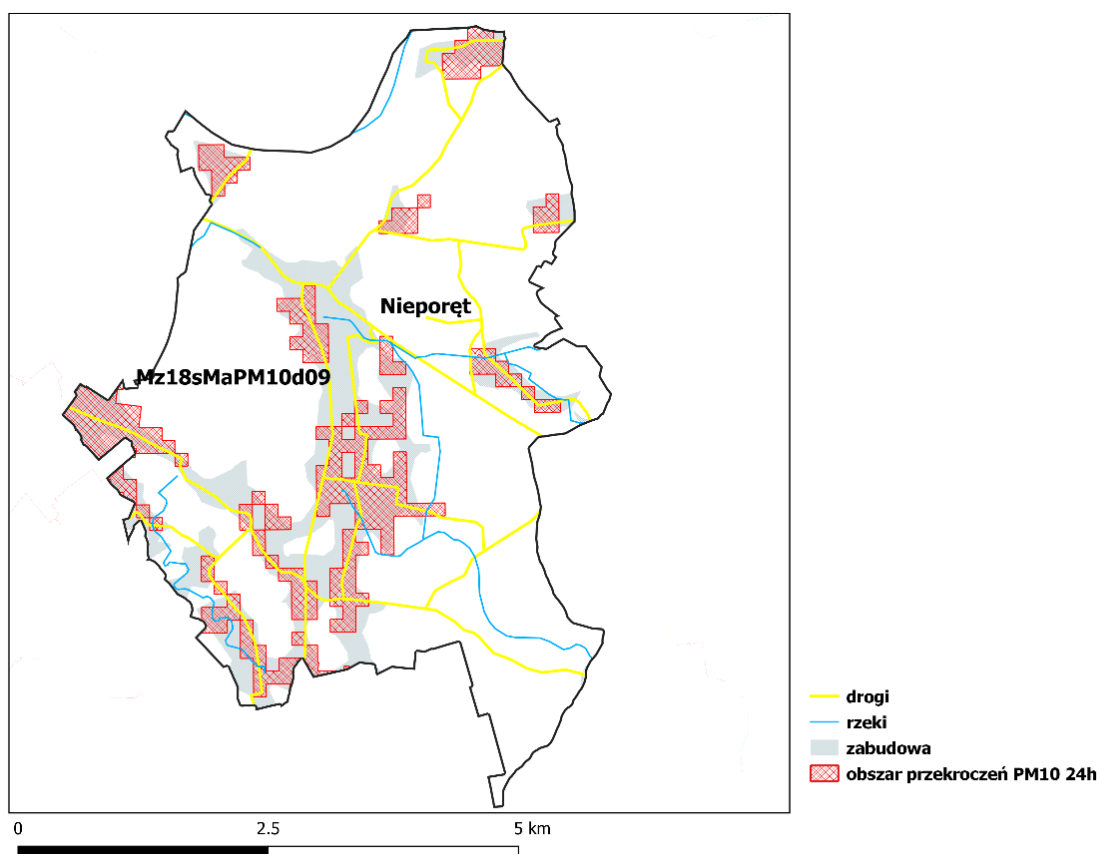 Nieporęt
Mz18sMaPM10d09
drogi
rzeki
zabudowa
obszar przekroczeń PM10 24h
0
2.5
5 km